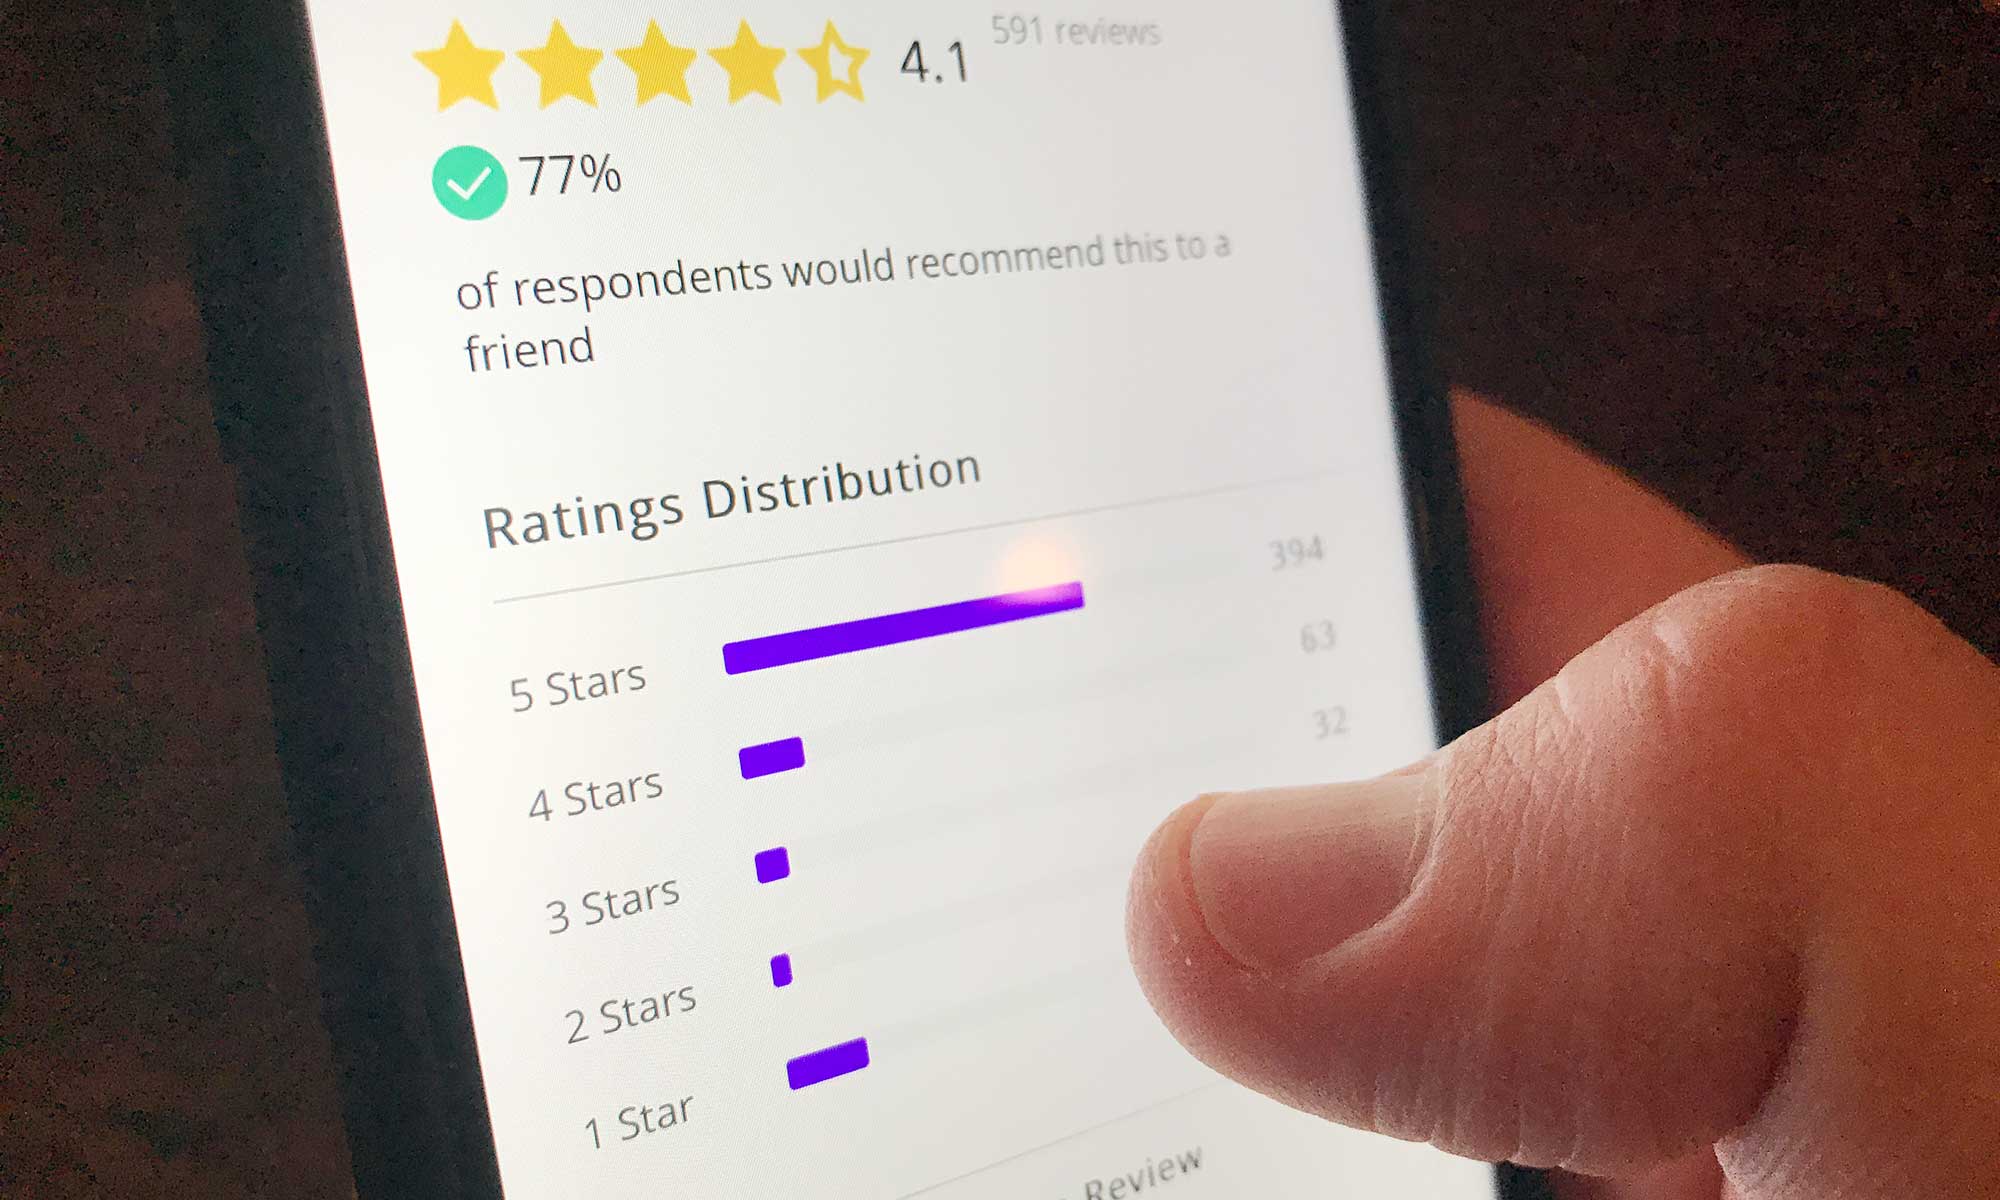 4.1 591 reviews
77%
of respondents would recommend this to a
friend
Ratings Distribution
5 Stars 394
4 Stars 63
3 Stars 32
2 Stars
1 Star
Review